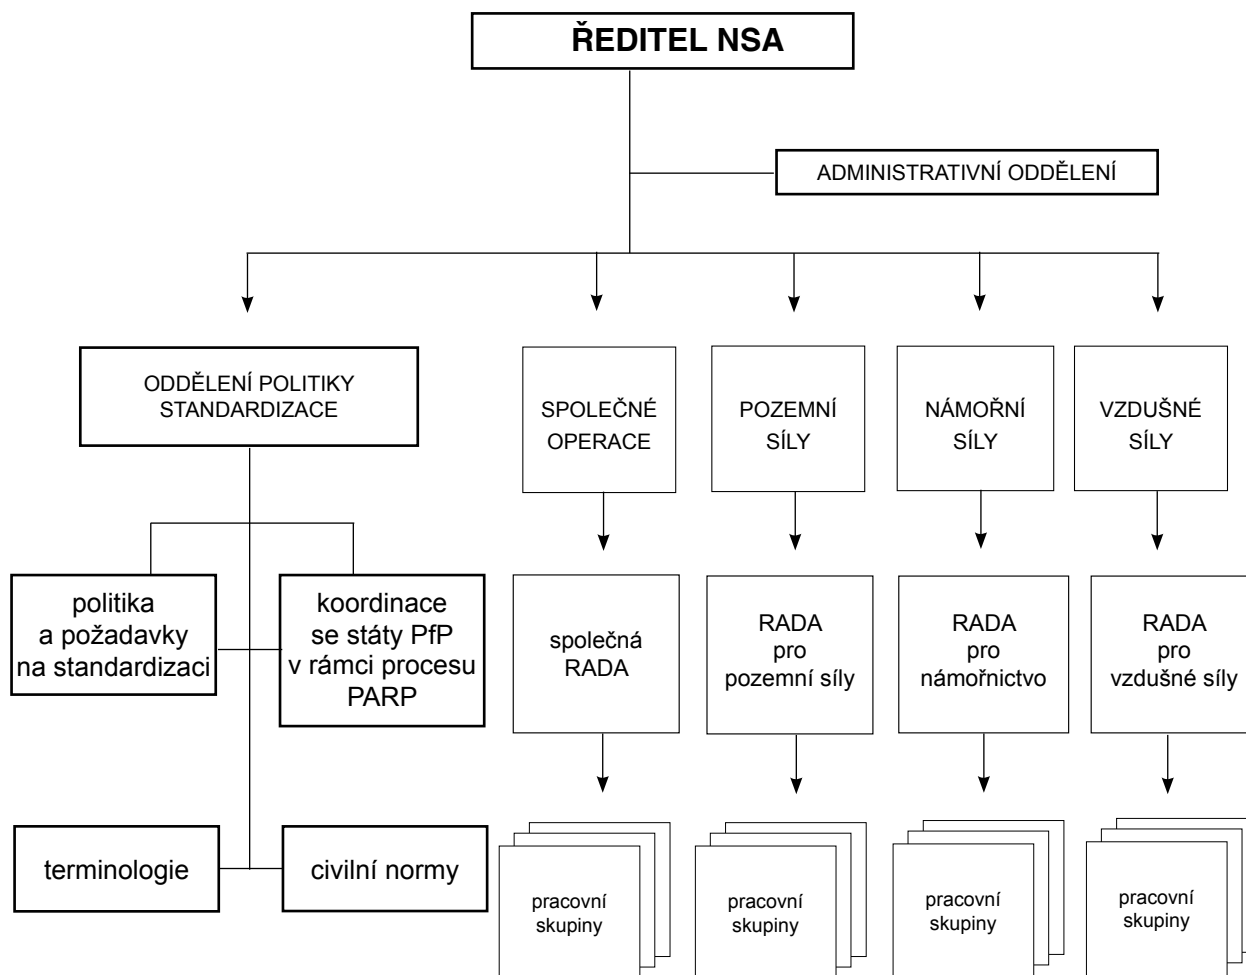 ŘEDITEL NSA
ADMINISTRATIVNÍ ODDĚLENÍ
ODDĚLENÍ POLITIKY
STANDARDIZACE
SPOLEČNÉ
OPERACE
POZEMNÍ
SÍLY
NÁMOŘNÍ
SÍLY
VZDUŠNÉ
SÍLY
politika
a požadavky
na standardizaci
koordinace
se státy PfP
v rámci procesu
PARP
společná
RADA
RADA
pro
pozemní síly
RADA
pro
námořnictvo
RADA
pro
vzdušné síly
terminologie
civilní normy
pracovní
skupiny
pracovní
skupiny
pracovní
skupiny
pracovní
skupiny